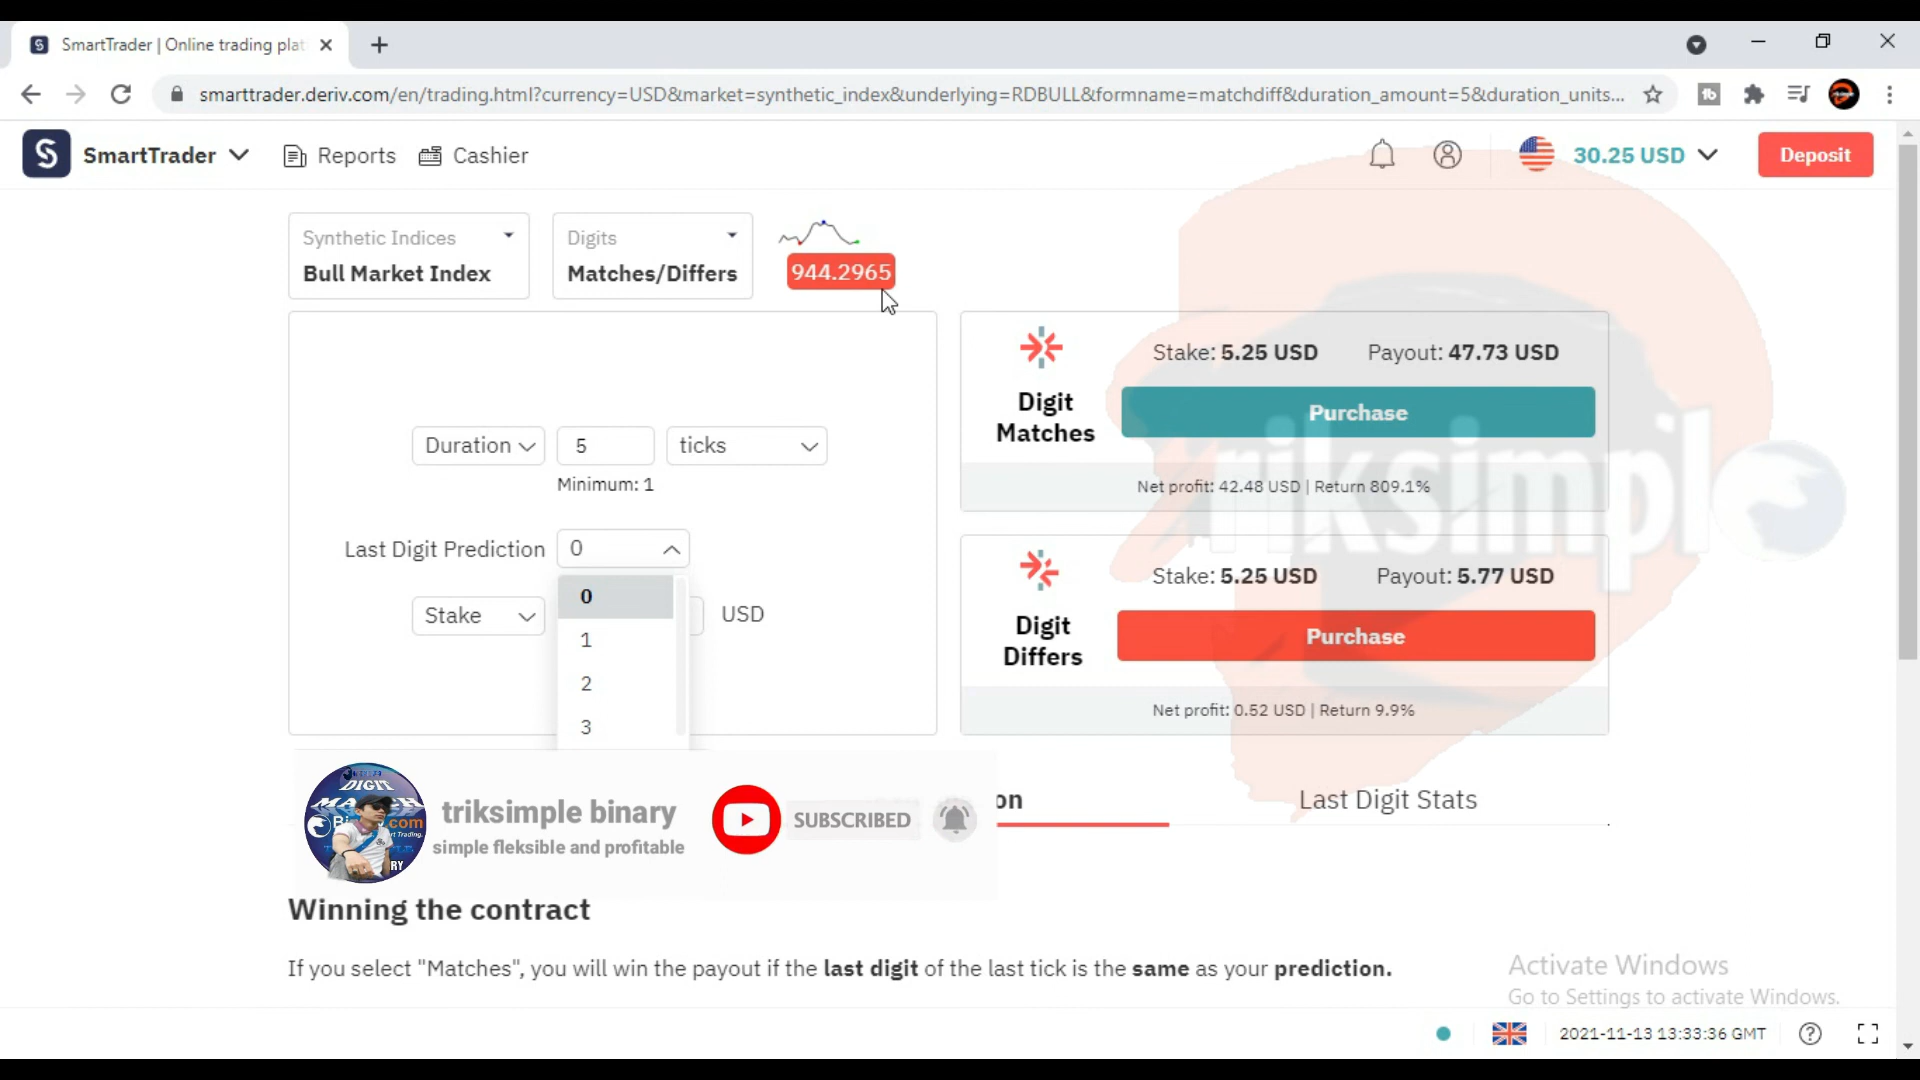 SmartTrader | Online trading plat
smarttrader.deriv.com/en/trading.html?currency=USD&market=synthetic_index&underlying=RDBULL&formname=matchdiff&duration_amount=5&duration_units...
SmartTrader Reports Cashier 30.25 USD Deposit
Synthetic Indices
Bull Market Index
Digits
Matches/Differs
944.2965
Duration 5 ticks
Minimum: 1
Last Digit Prediction 0
0
1
2
3
Stake USD
Digit
Matches
Stake: 5.25 USD Payout: 47.73 USD
Purchase
Net profit: 42.48 USD | Return 809.1%
Digit
Differs
Stake: 5.25 USD Payout: 5.77 USD
Purchase
Net profit: 0.52 USD | Return 9.9%
riksimpl
on
Last Digit Stats
DIGIT
MATCH
triksimple binary
simple fleksible and profitable
SUBSCRIBED
Winning the contract
If you select "Matches", you will win the payout if the last digit of the last tick is the same as your prediction.
Activate Windows
Go to Settings to activate Windows.
2021-11-13 13:33:36 GMT